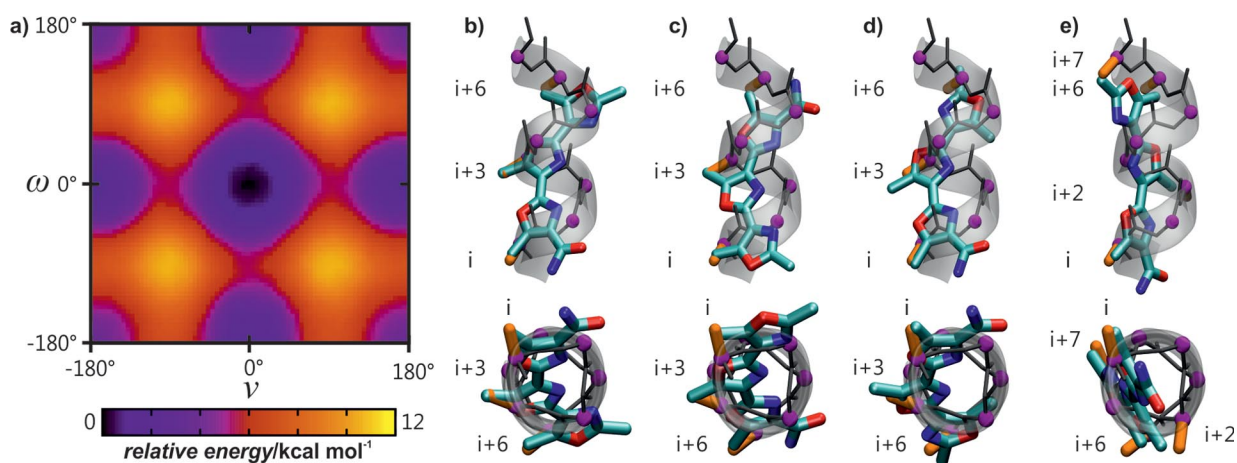 a)
180°
ω 0°
-180°
-180° 0° 180°
ν
0 12
relative energy/kcal mol⁻¹
b)
i+6
i+3
i
i
i+3
i+6
c)
i+6
i+3
i
i
i+3
i+6
d)
i+6
i+3
i
i
i+3
i+6
e)
i+7
i+6
i+2
i
i
i+7
i+6
i+2